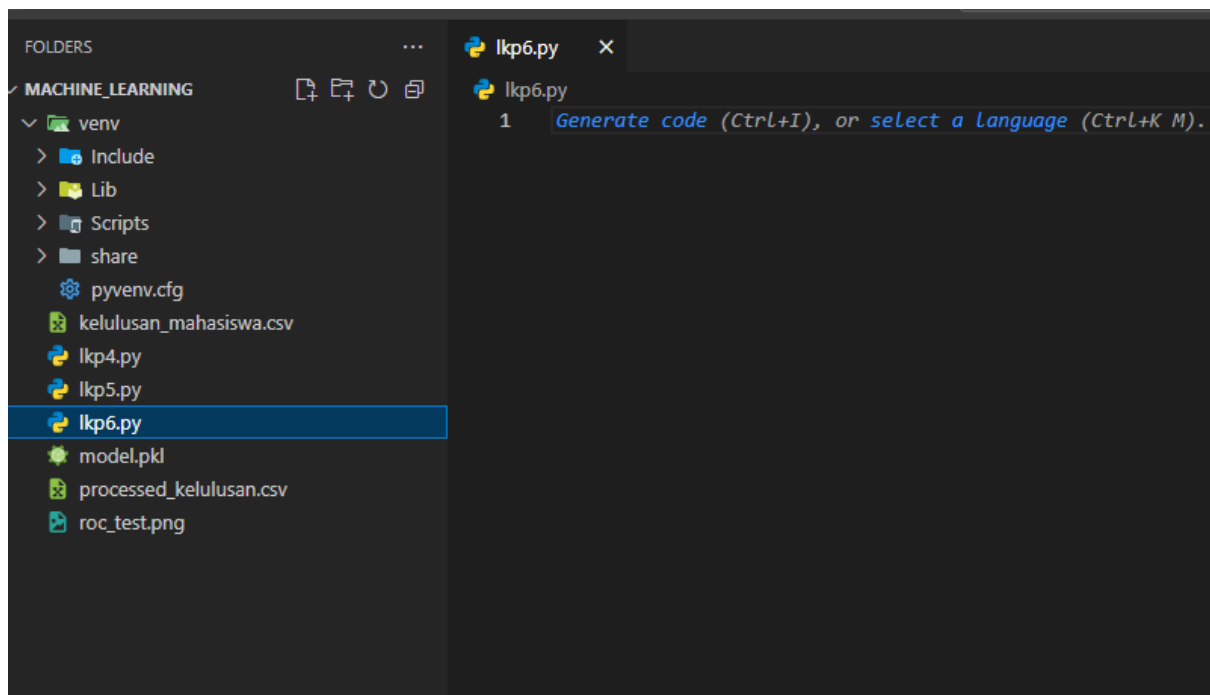 FOLDERS
MACHINE_LEARNING
venv
Include
Lib
Scripts
share
pyvenv.cfg
kelulusan_mahasiswa.csv
lkp4.py
lkp5.py
lkp6.py
model.pkl
processed_kelulusan.csv
roc_test.png
lkp6.py
lkp6.py
1 Generate code (Ctrl+I), or select a language (Ctrl+K M).